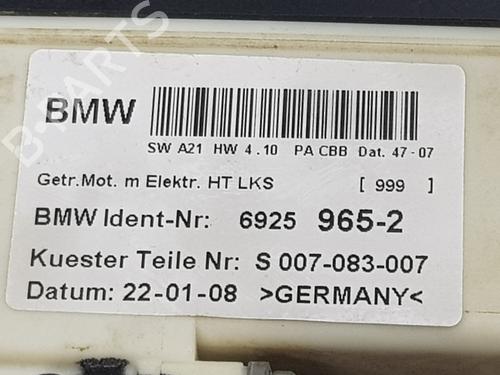 BMW
SW A21 HW 4.10 PA CBB Dat. 47-07
Getr.Mot. m Elektr. HT LKS [ 999 ]
BMW Ident-Nr: 6925 965-2
Kuester Teile Nr: S 007-083-007
Datum: 22-01-08 >GERMANY<
B-PARTS